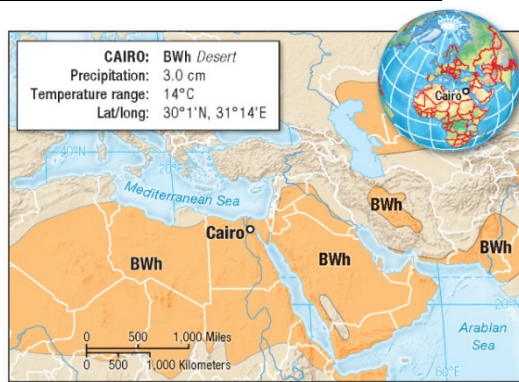 CAIRO: BWh Desert
Precipitation: 3.0 cm
Temperature range: 14°C
Lat/long: 30°1'N, 31°14'E
Cairo
40°N
20°E
Mediterranean Sea
BWh
Cairo
BWh
BWh
BWh
20°N
0 500 1,000 Miles
0 500 1,000 Kilometers
Arabian
Sea
60°E